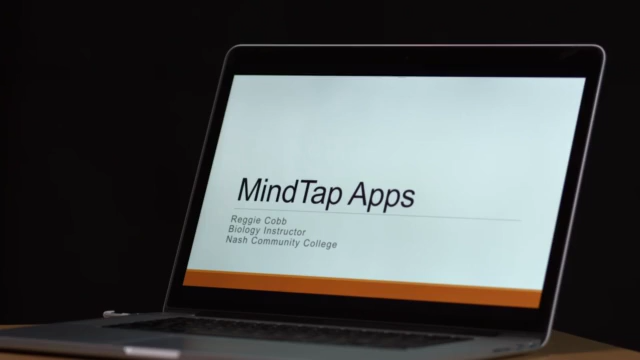 MindTap Apps
Reggie Cobb
Biology Instructor
Nash Community College